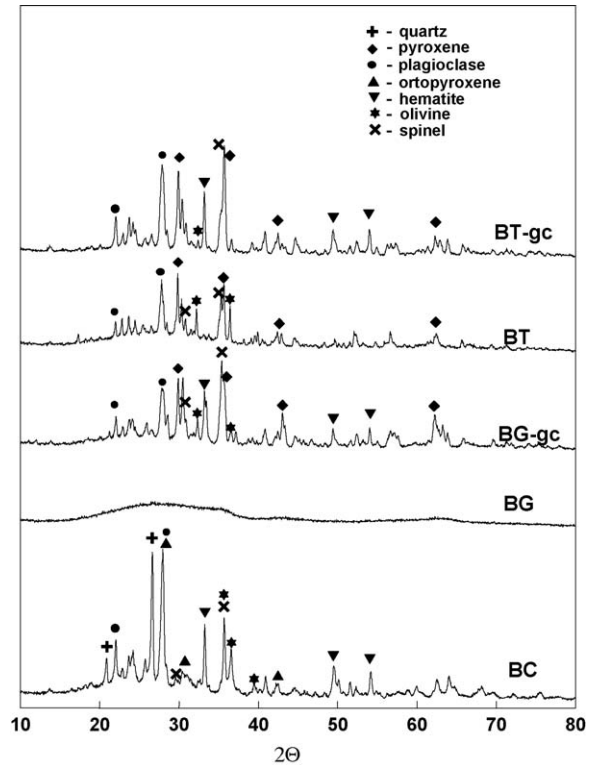 - quartz
- pyroxene
- plagioclase
- ortopyroxene
- hematite
- olivine
- spinel
BT-gc
BT
BG-gc
BG
BC
10 20 30 40 50 60 70 80
2Θ